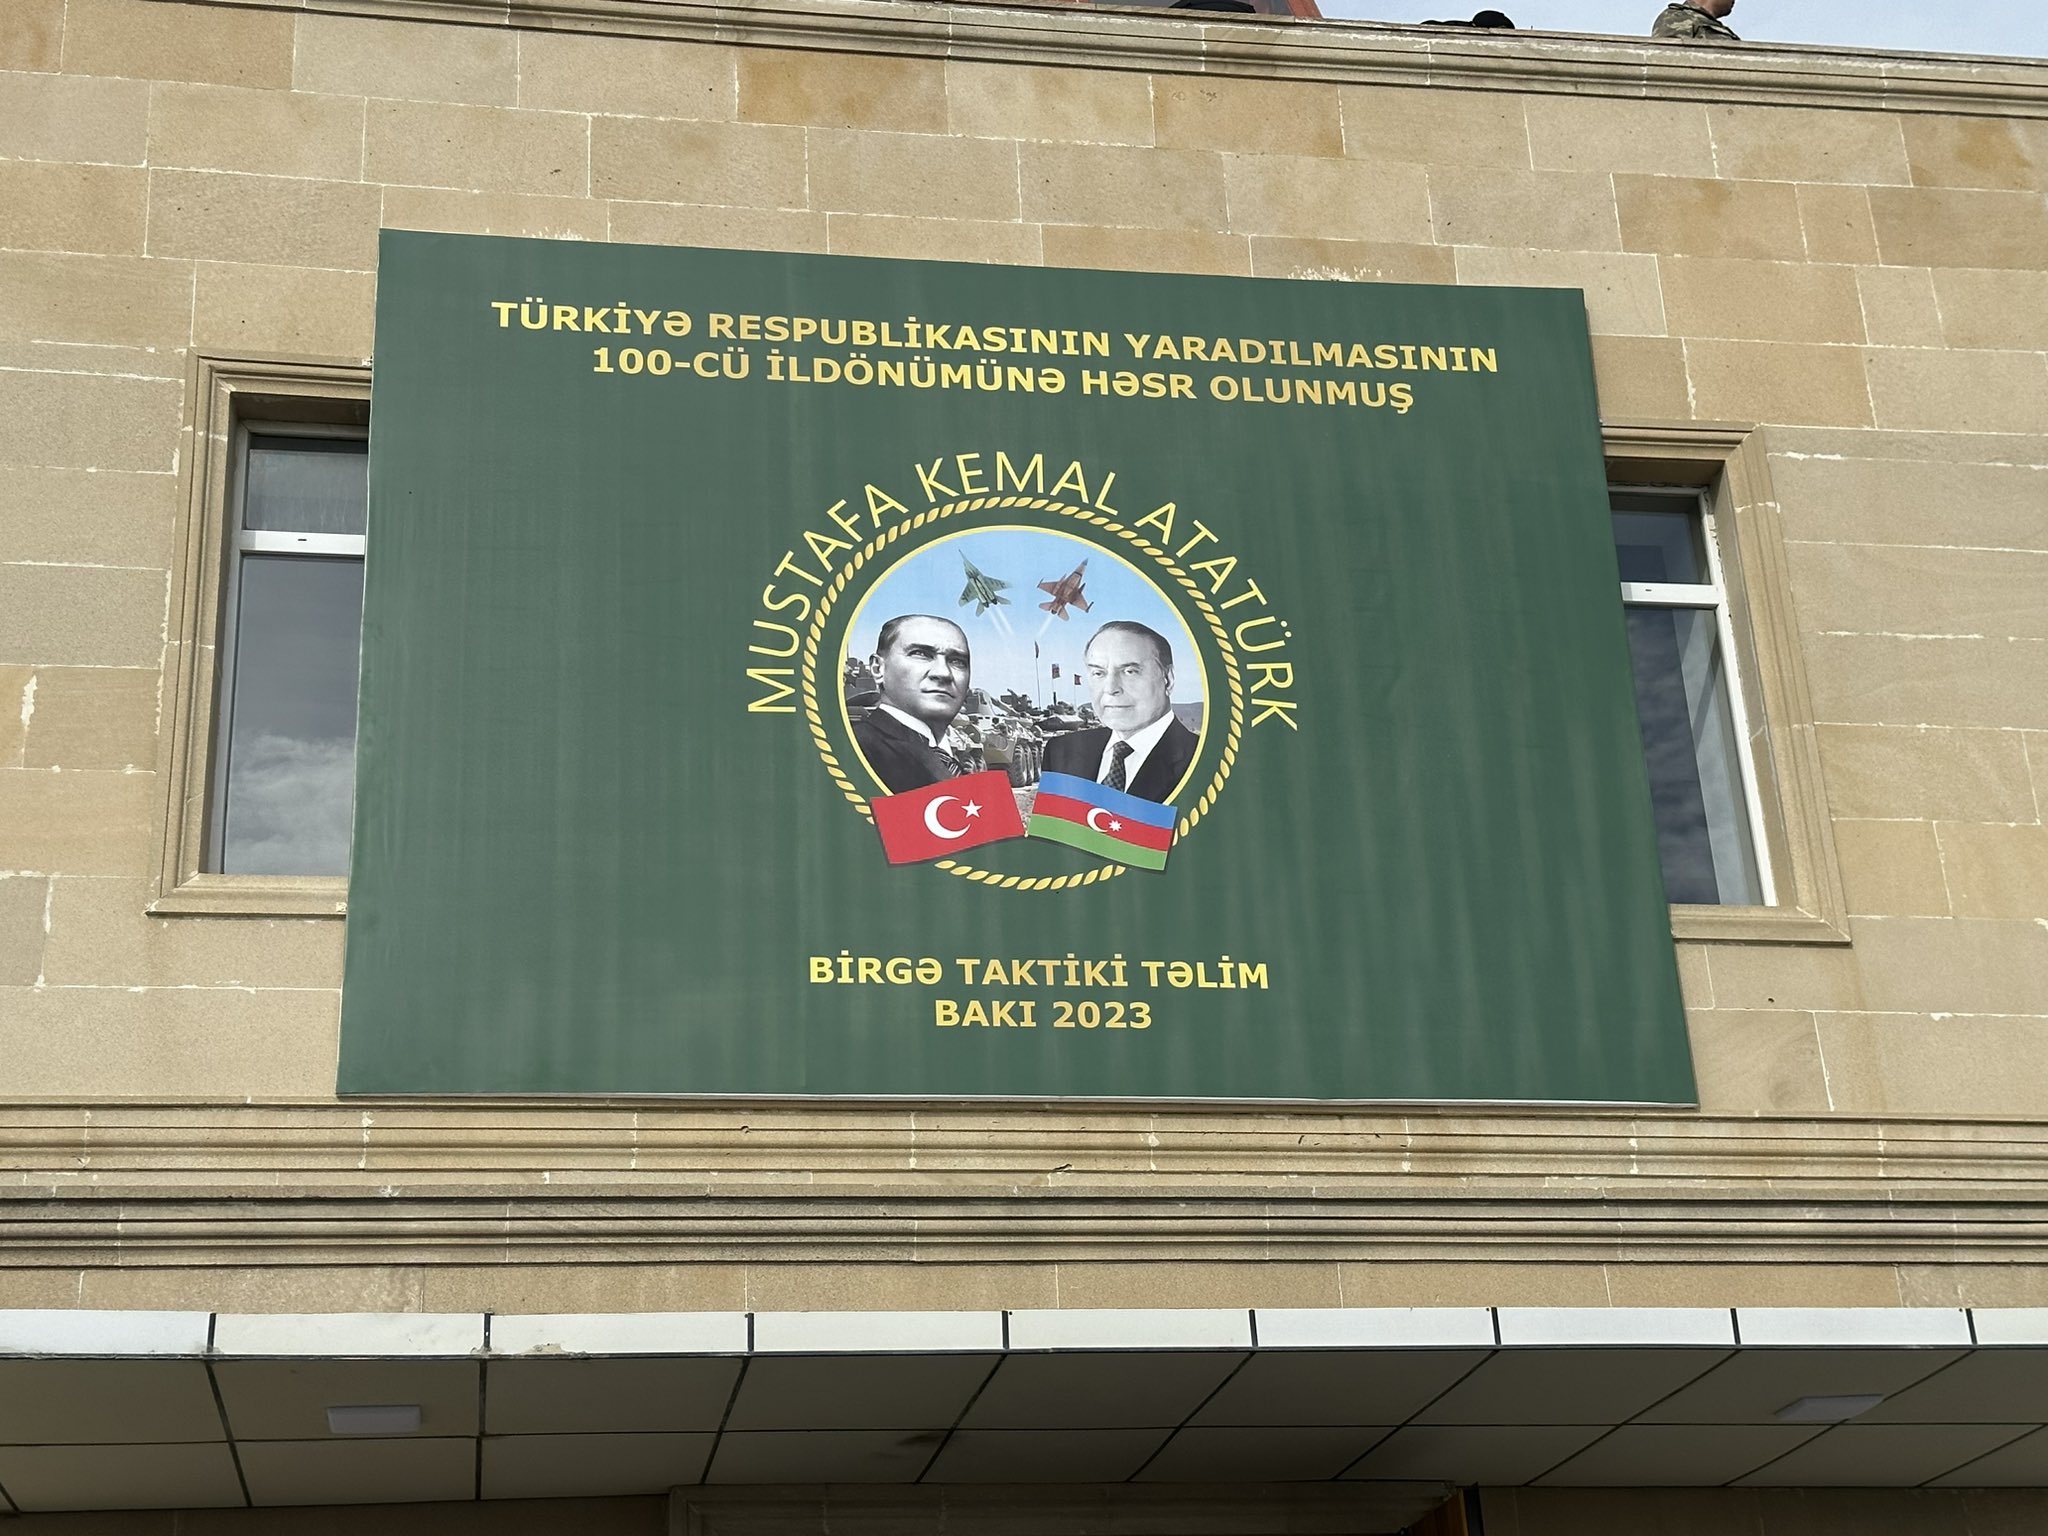 TÜRKİYƏ RESPUBLİKASININ YARADILMASININ
100-CÜ İLDÖNÜMÜNƏ HƏSR OLUNMUŞ
MUSTAFA KEMAL ATATÜRK
BİRGƏ TAKTİKİ TƏLİM
BAKI 2023